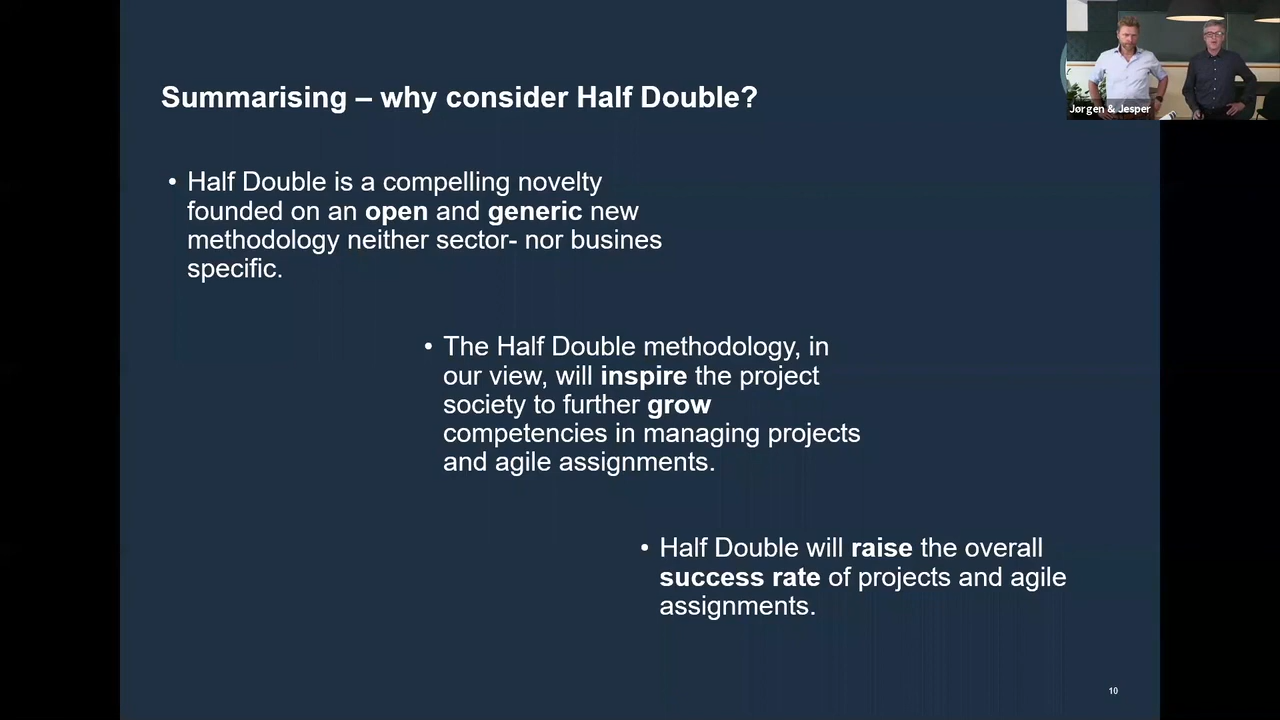 Summarising – why consider Half Double?
Jørgen & Jesper
• Half Double is a compelling novelty
founded on an open and generic new
methodology neither sector- nor busines
specific.
• The Half Double methodology, in
our view, will inspire the project
society to further grow
competencies in managing projects
and agile assignments.
• Half Double will raise the overall
success rate of projects and agile
assignments.
10